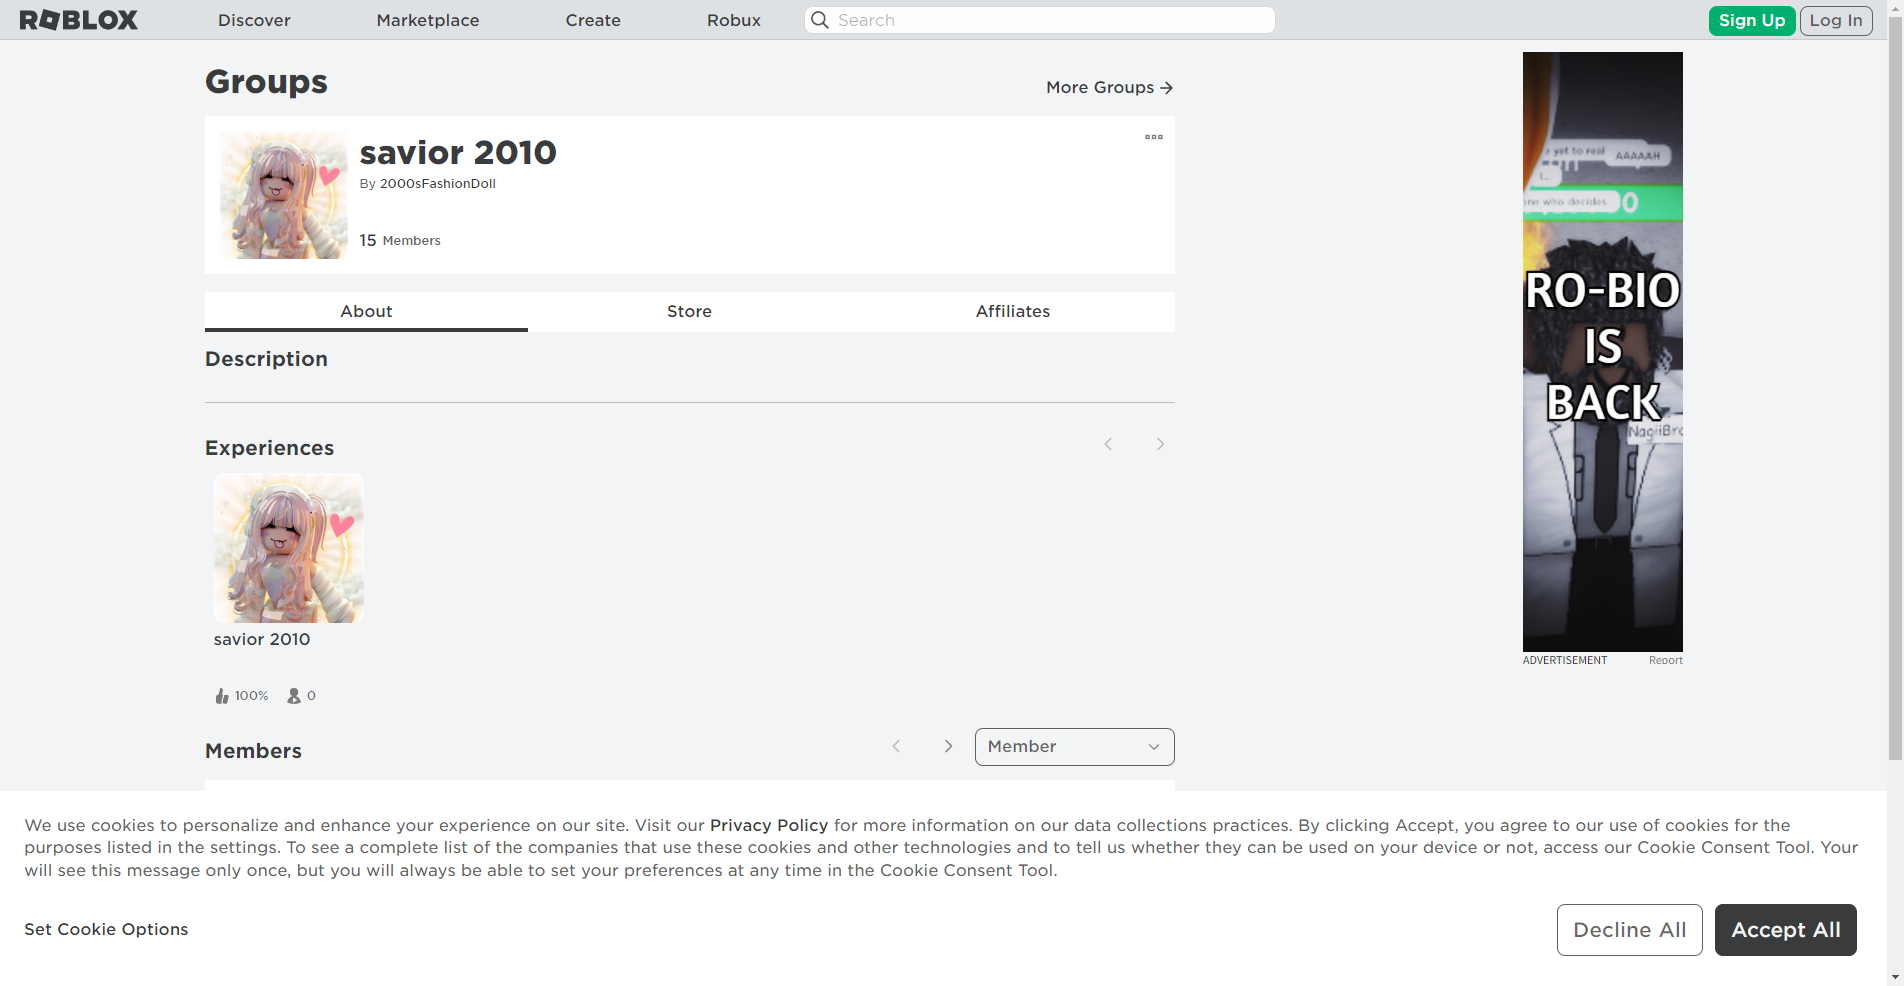 ROBLOX
Discover
Marketplace
Create
Robux
Search
Sign Up
Log In
Groups
More Groups
savior 2010
By 2000sFashionDoll
15 Members
About
Store
Affiliates
Description
Experiences
savior 2010
100%
0
Members
Member
yet to real
AAAAAH
one who decides.
RO-BIO
IS
BACK
ADVERTISEMENT
Report
We use cookies to personalize and enhance your experience on our site. Visit our Privacy Policy for more information on our data collections practices. By clicking Accept, you agree to our use of cookies for the
purposes listed in the settings. To see a complete list of the companies that use these cookies and other technologies and to tell us whether they can be used on your device or not, access our Cookie Consent Tool. Your
will see this message only once, but you will always be able to set your preferences at any time in the Cookie Consent Tool.
Set Cookie Options
Decline All
Accept All